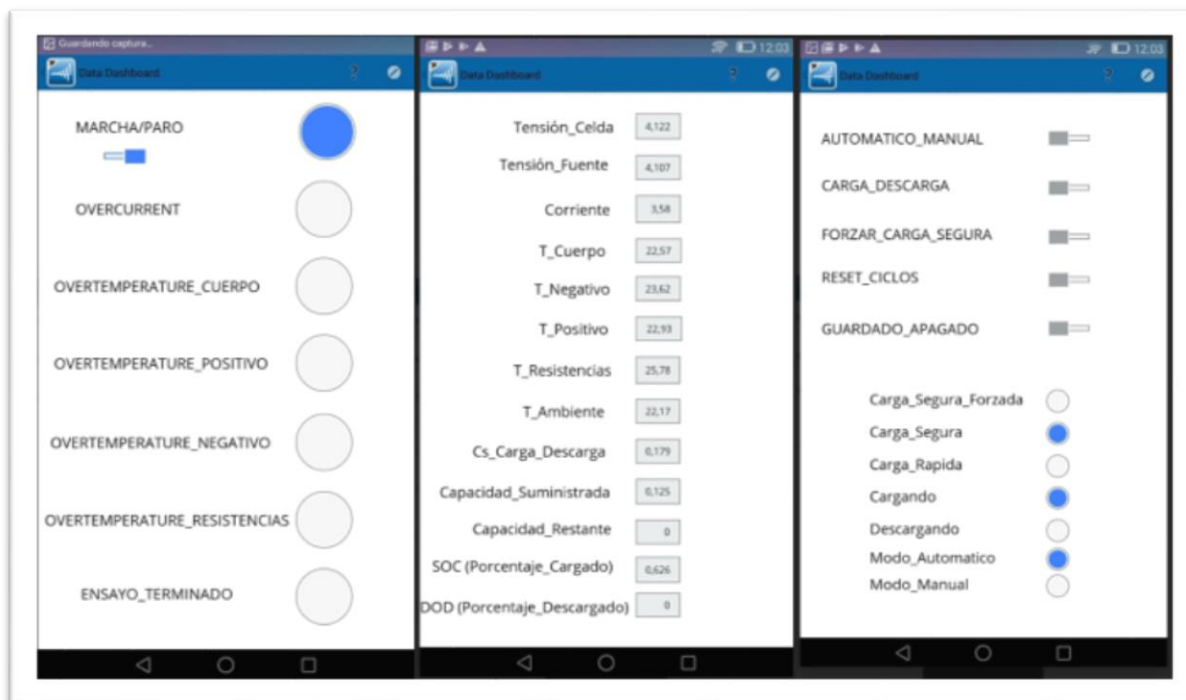 Guardando captura...
Data Dashboard
?
MARCHA/PARO
OVERCURRENT
OVERTEMPERATURE_CUERPO
OVERTEMPERATURE_POSITIVO
OVERTEMPERATURE_NEGATIVO
OVERTEMPERATURE_RESISTENCIAS
ENSAYO_TERMINADO
12:03
Data Dashboard
?
Tensión_Celda 4,122
Tensión_Fuente 4,107
Corriente 3,58
T_Cuerpo 22,57
T_Negativo 23,62
T_Positivo 22,93
T_Resistencias 25,78
T_Ambiente 22,17
Cs_Carga_Descarga 0,179
Capacidad_Suministrada 0,125
Capacidad_Restante 0
SOC (Porcentaje_Cargado) 0,626
DOD (Porcentaje_Descargado) 0
12:03
Data Dashboard
?
AUTOMATICO_MANUAL
CARGA_DESCARGA
FORZAR_CARGA_SEGURA
RESET_CICLOS
GUARDADO_APAGADO
Carga_Segura_Forzada
Carga_Segura
Carga_Rapida
Cargando
Descargando
Modo_Automatico
Modo_Manual